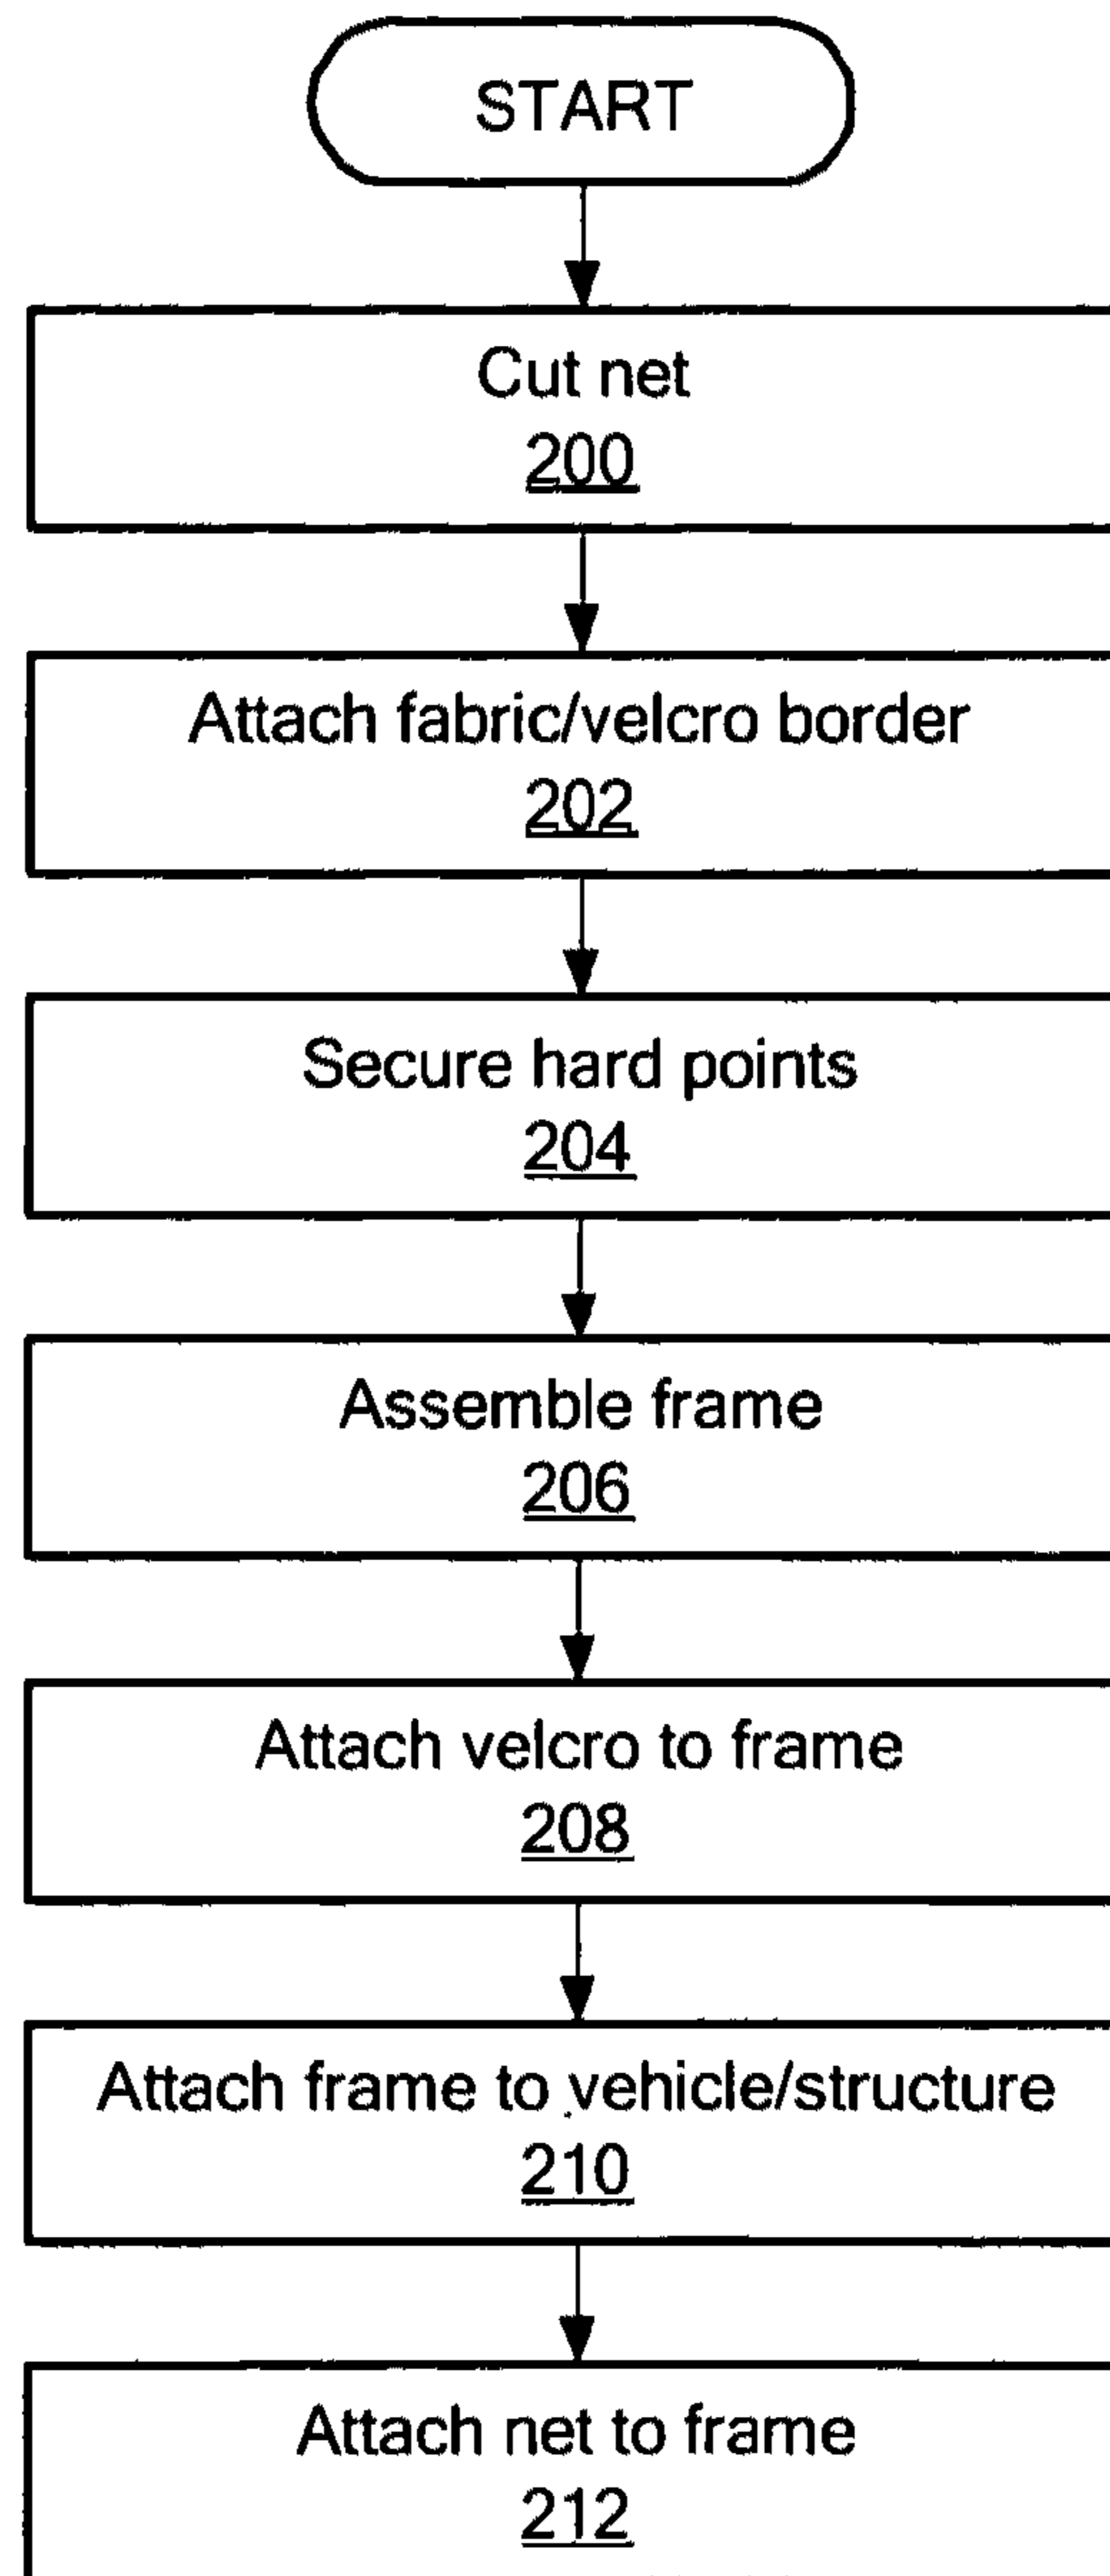 START
Cut net
200
Attach fabric/velcro border
202
Secure hard points
204
Assemble frame
206
Attach velcro to frame
208
Attach frame to vehicle/structure
210
Attach net to frame
212